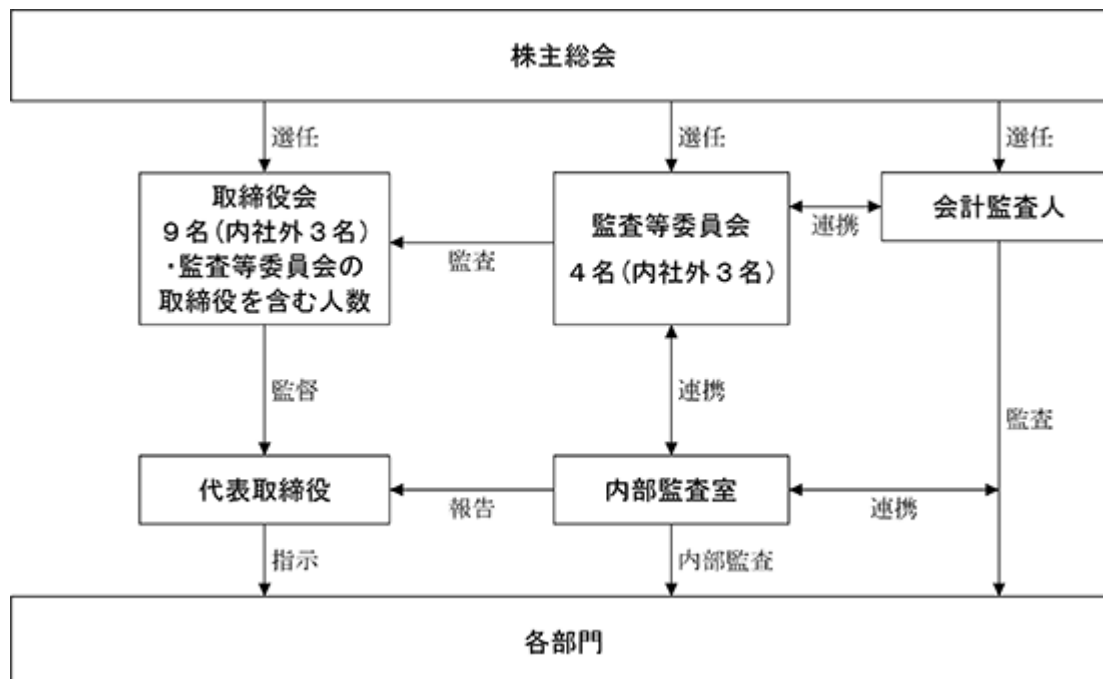 株主総会
選任
選任
選任
取締役会
９名（内社外３名）
・監査等委員会の
取締役を含む人数
監査
監査等委員会
４名（内社外３名）
連携
会計監査人
監督
連携
監査
代表取締役
報告
内部監査室
連携
指示
内部監査
各部門